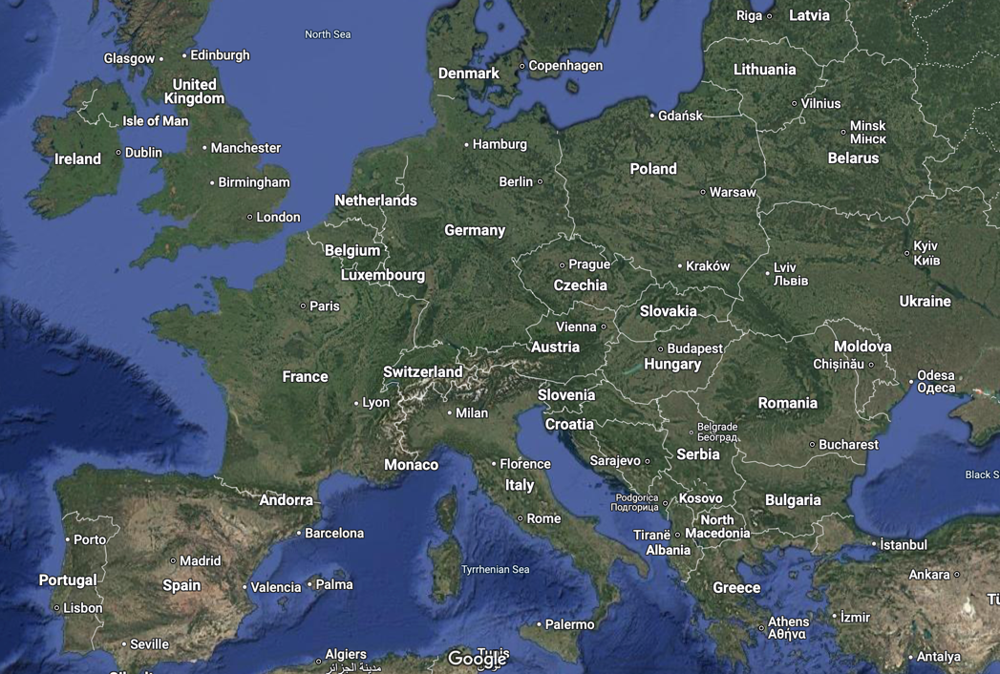 Riga
Latvia
North Sea
Glasgow
Edinburgh
Denmark
Copenhagen
Lithuania
United
Kingdom
Vilnius
Gdańsk
Isle of Man
Minsk
Мінск
Ireland
Dublin
Manchester
Hamburg
Belarus
Poland
Birmingham
Berlin
Warsaw
Netherlands
London
Germany
Kyiv
Київ
Belgium
Prague
Kraków
Lviv
Львів
Luxembourg
Czechia
Paris
Slovakia
Ukraine
Vienna
Austria
Budapest
Hungary
Moldova
Chișinău
Switzerland
France
Odesa
Одеса
Slovenia
Lyon
Milan
Croatia
Romania
Belgrade
Београд
Bucharest
Serbia
Sarajevo
Monaco
Florence
Italy
Black S
Andorra
Podgorica
Подгорица
Kosovo
Bulgaria
Rome
North
Macedonia
Barcelona
Porto
Tiranë
Albania
İstanbul
Madrid
Tyrrhenian Sea
Ankara
Portugal
Spain
Valencia
Palma
Greece
Lisbon
Athens
Αθήνα
İzmir
Palermo
Seville
Algiers
مدينة الجزائر
Google
Antalya